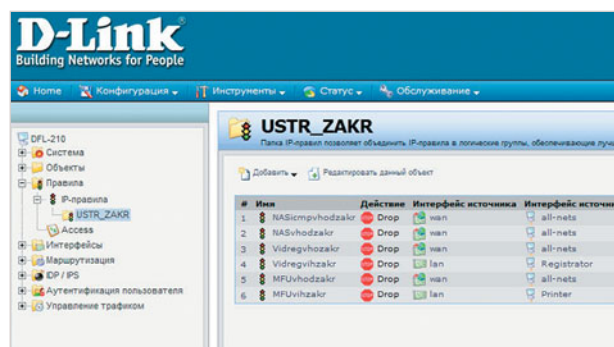 D-Link
Building Networks for People
Home Конфигурация Инструменты Статус Обслуживание
DFL-210
Система
Объекты
Правила
IP-правила
USTR_ZAKR
Access
Интерфейсы
Маршрутизация
IDP / IPS
Аутентификация пользователя
Управление трафиком
USTR_ZAKR
Папка IP-правил позволяет объединить IP-правила в логические группы, обеспечивающие
Добавить Редактировать данный объект
# Имя Действие Интерфейс источника Интерфейс
1 NASicmpvhodzakr Drop wan all-nets
2 NASvhodzakr Drop wan all-nets
3 Vidregvhozakr Drop wan all-nets
4 Vidregvihzakr Drop lan Registrator
5 MFUvhodzakr Drop wan all-nets
6 MFUvihzakr Drop lan Printer